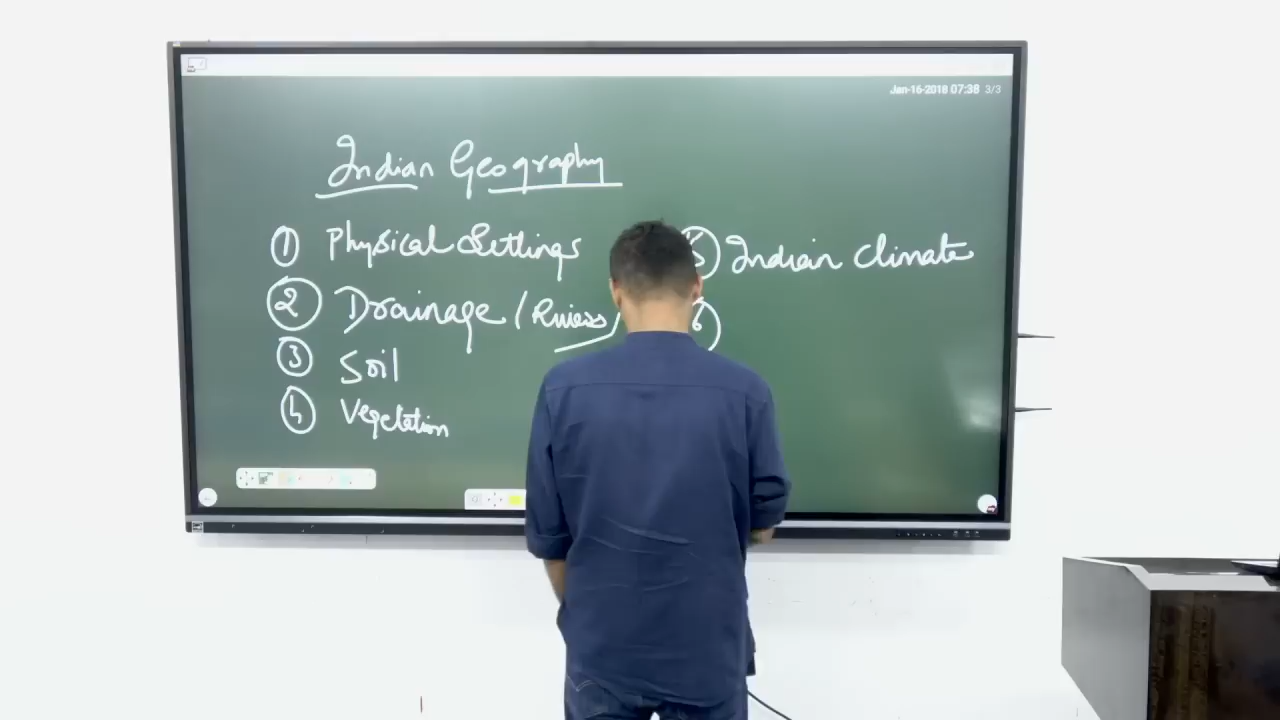 Jan-16-2018 07:38 3/3
Indian Geography
① Physical Settings
② Drainage / Rivers /
③ Soil
④ Vegetation
⑤ Indian Climate
⑥